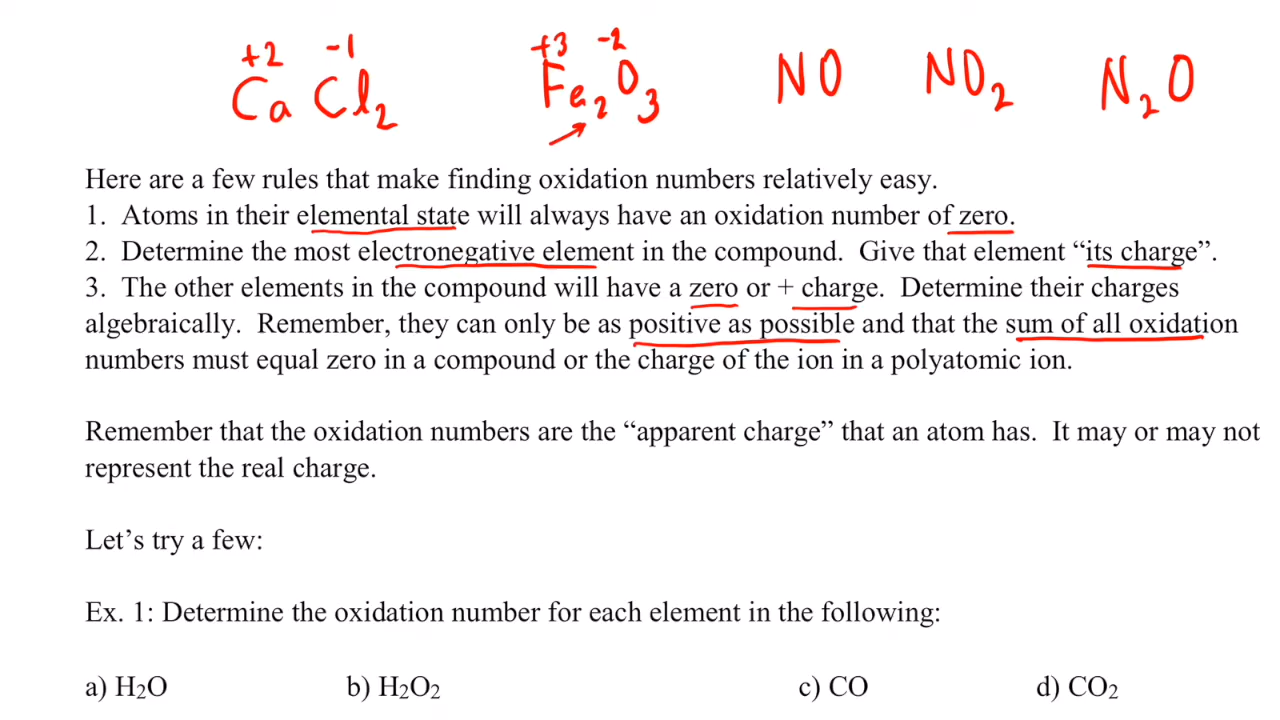 +2 -1 +3 -2
CaCl2 Fe2O3 NO NO2 N2O
Here are a few rules that make finding oxidation numbers relatively easy.
1. Atoms in their elemental state will always have an oxidation number of zero.
2. Determine the most electronegative element in the compound. Give that element “its charge”.
3. The other elements in the compound will have a zero or + charge. Determine their charges
algebraically. Remember, they can only be as positive as possible and that the sum of all oxidation
numbers must equal zero in a compound or the charge of the ion in a polyatomic ion.
Remember that the oxidation numbers are the “apparent charge” that an atom has. It may or may not
represent the real charge.
Let’s try a few:
Ex. 1: Determine the oxidation number for each element in the following:
a) H2O b) H2O2 c) CO d) CO2